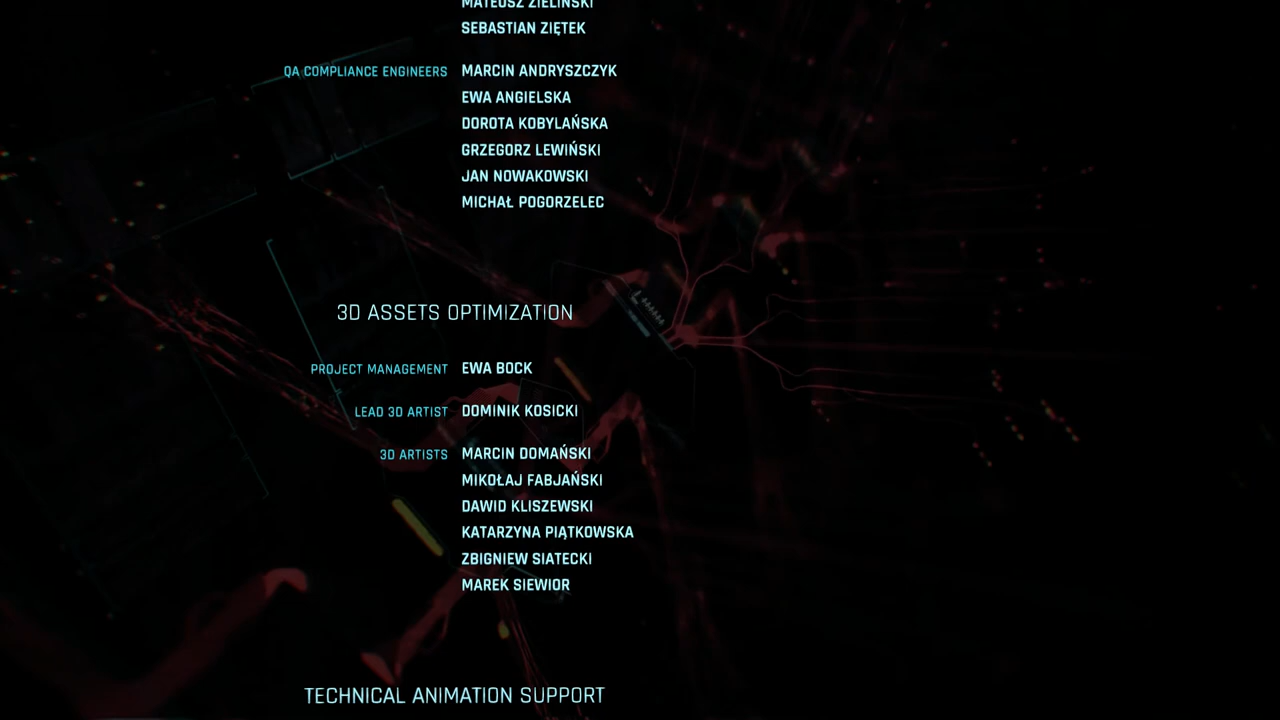 MATEUSZ ZIELIŃSKI
SEBASTIAN ZIĘTEK
QA COMPLIANCE ENGINEERS MARCIN ANDRYSZCZYK
EWA ANGIELSKA
DOROTA KOBYLAŃSKA
GRZEGORZ LEWIŃSKI
JAN NOWAKOWSKI
MICHAŁ POGORZELEC
3D ASSETS OPTIMIZATION
PROJECT MANAGEMENT EWA BOCK
LEAD 3D ARTIST DOMINIK KOSICKI
3D ARTISTS MARCIN DOMAŃSKI
MIKOŁAJ FABJAŃSKI
DAWID KLISZEWSKI
KATARZYNA PIĄTKOWSKA
ZBIGNIEW SIATECKI
MAREK SIEWIOR
TECHNICAL ANIMATION SUPPORT